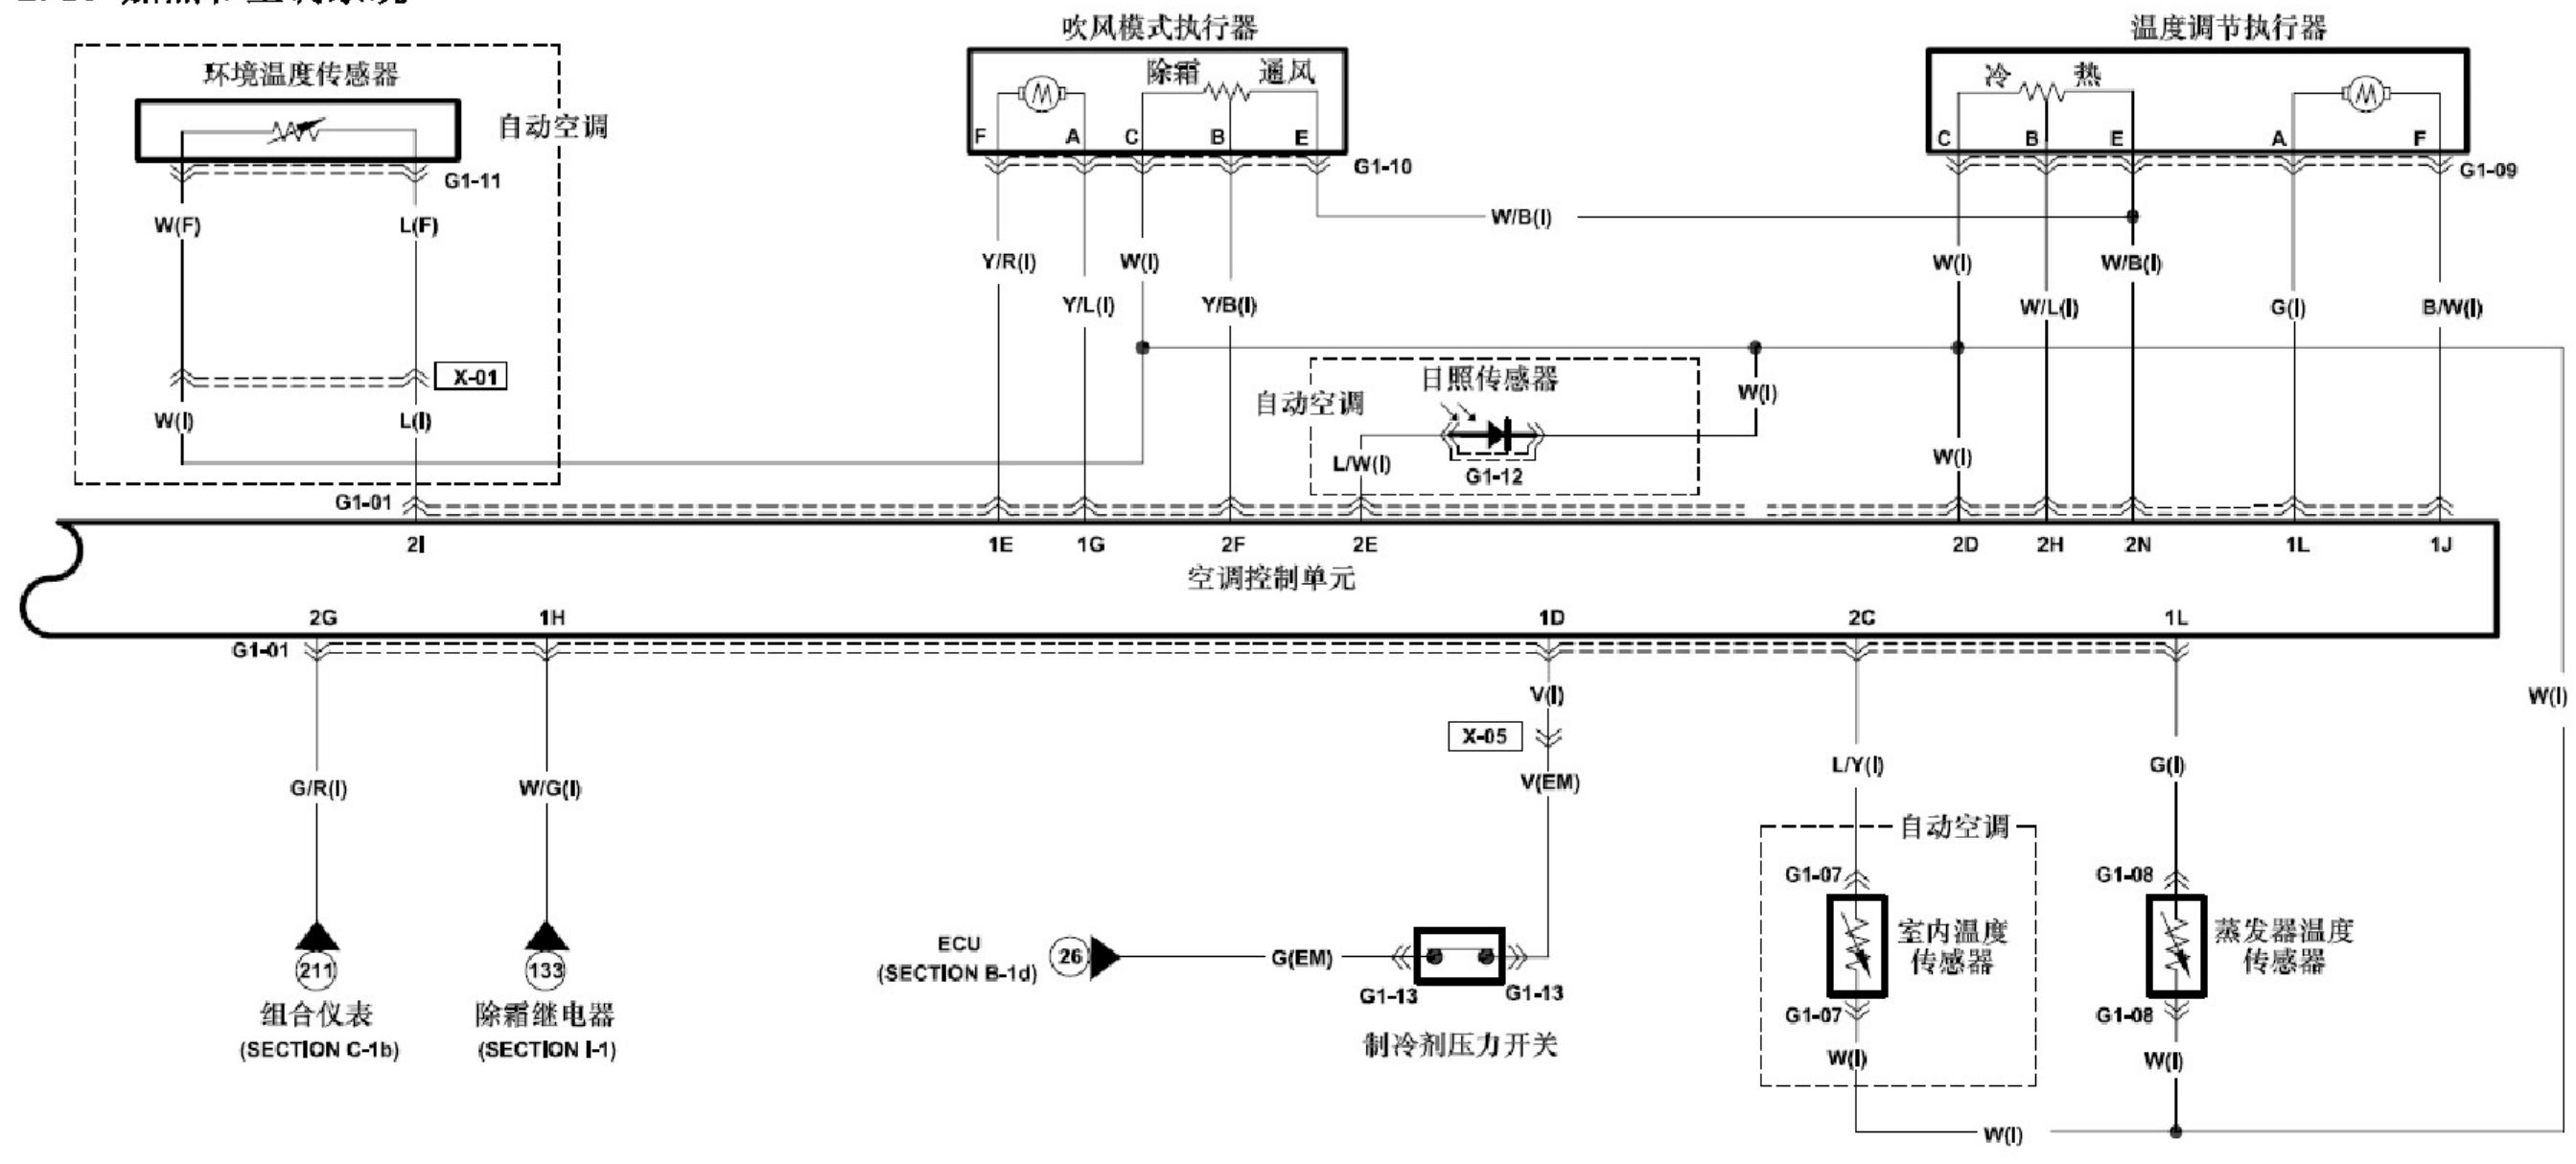 吹风模式执行器
温度调节执行器
环境温度传感器
自动空调
除霜 通风
冷 热
F A C B E
C B E A F
G1-11
G1-10
G1-09
W(F) L(F)
W/B(I)
Y/R(I) W(I)
W(I) W/B(I)
Y/L(I) Y/B(I)
W/L(I) G(I) B/W(I)
X-01
日照传感器
自动空调
W(I)
W(I) L(I)
L/W(I)
G1-12
W(I)
G1-01
2I 1E 1G 2F 2E 2D 2H 2N 1L 1J
空调控制单元
2G 1H 1D 2C 1L
G1-01
V(I)
W(I)
X-05
V(EM)
L/Y(I) G(I)
G/R(I) W/G(I)
自动空调
G1-07 G1-08
室内温度
传感器
蒸发器温度
传感器
ECU
(SECTION B-1d)
26
G(EM)
211 133
G1-13 G1-13
G1-07 G1-08
组合仪表
(SECTION C-1b)
除霜继电器
(SECTION I-1)
制冷剂压力开关
W(I) W(I)
W(I)